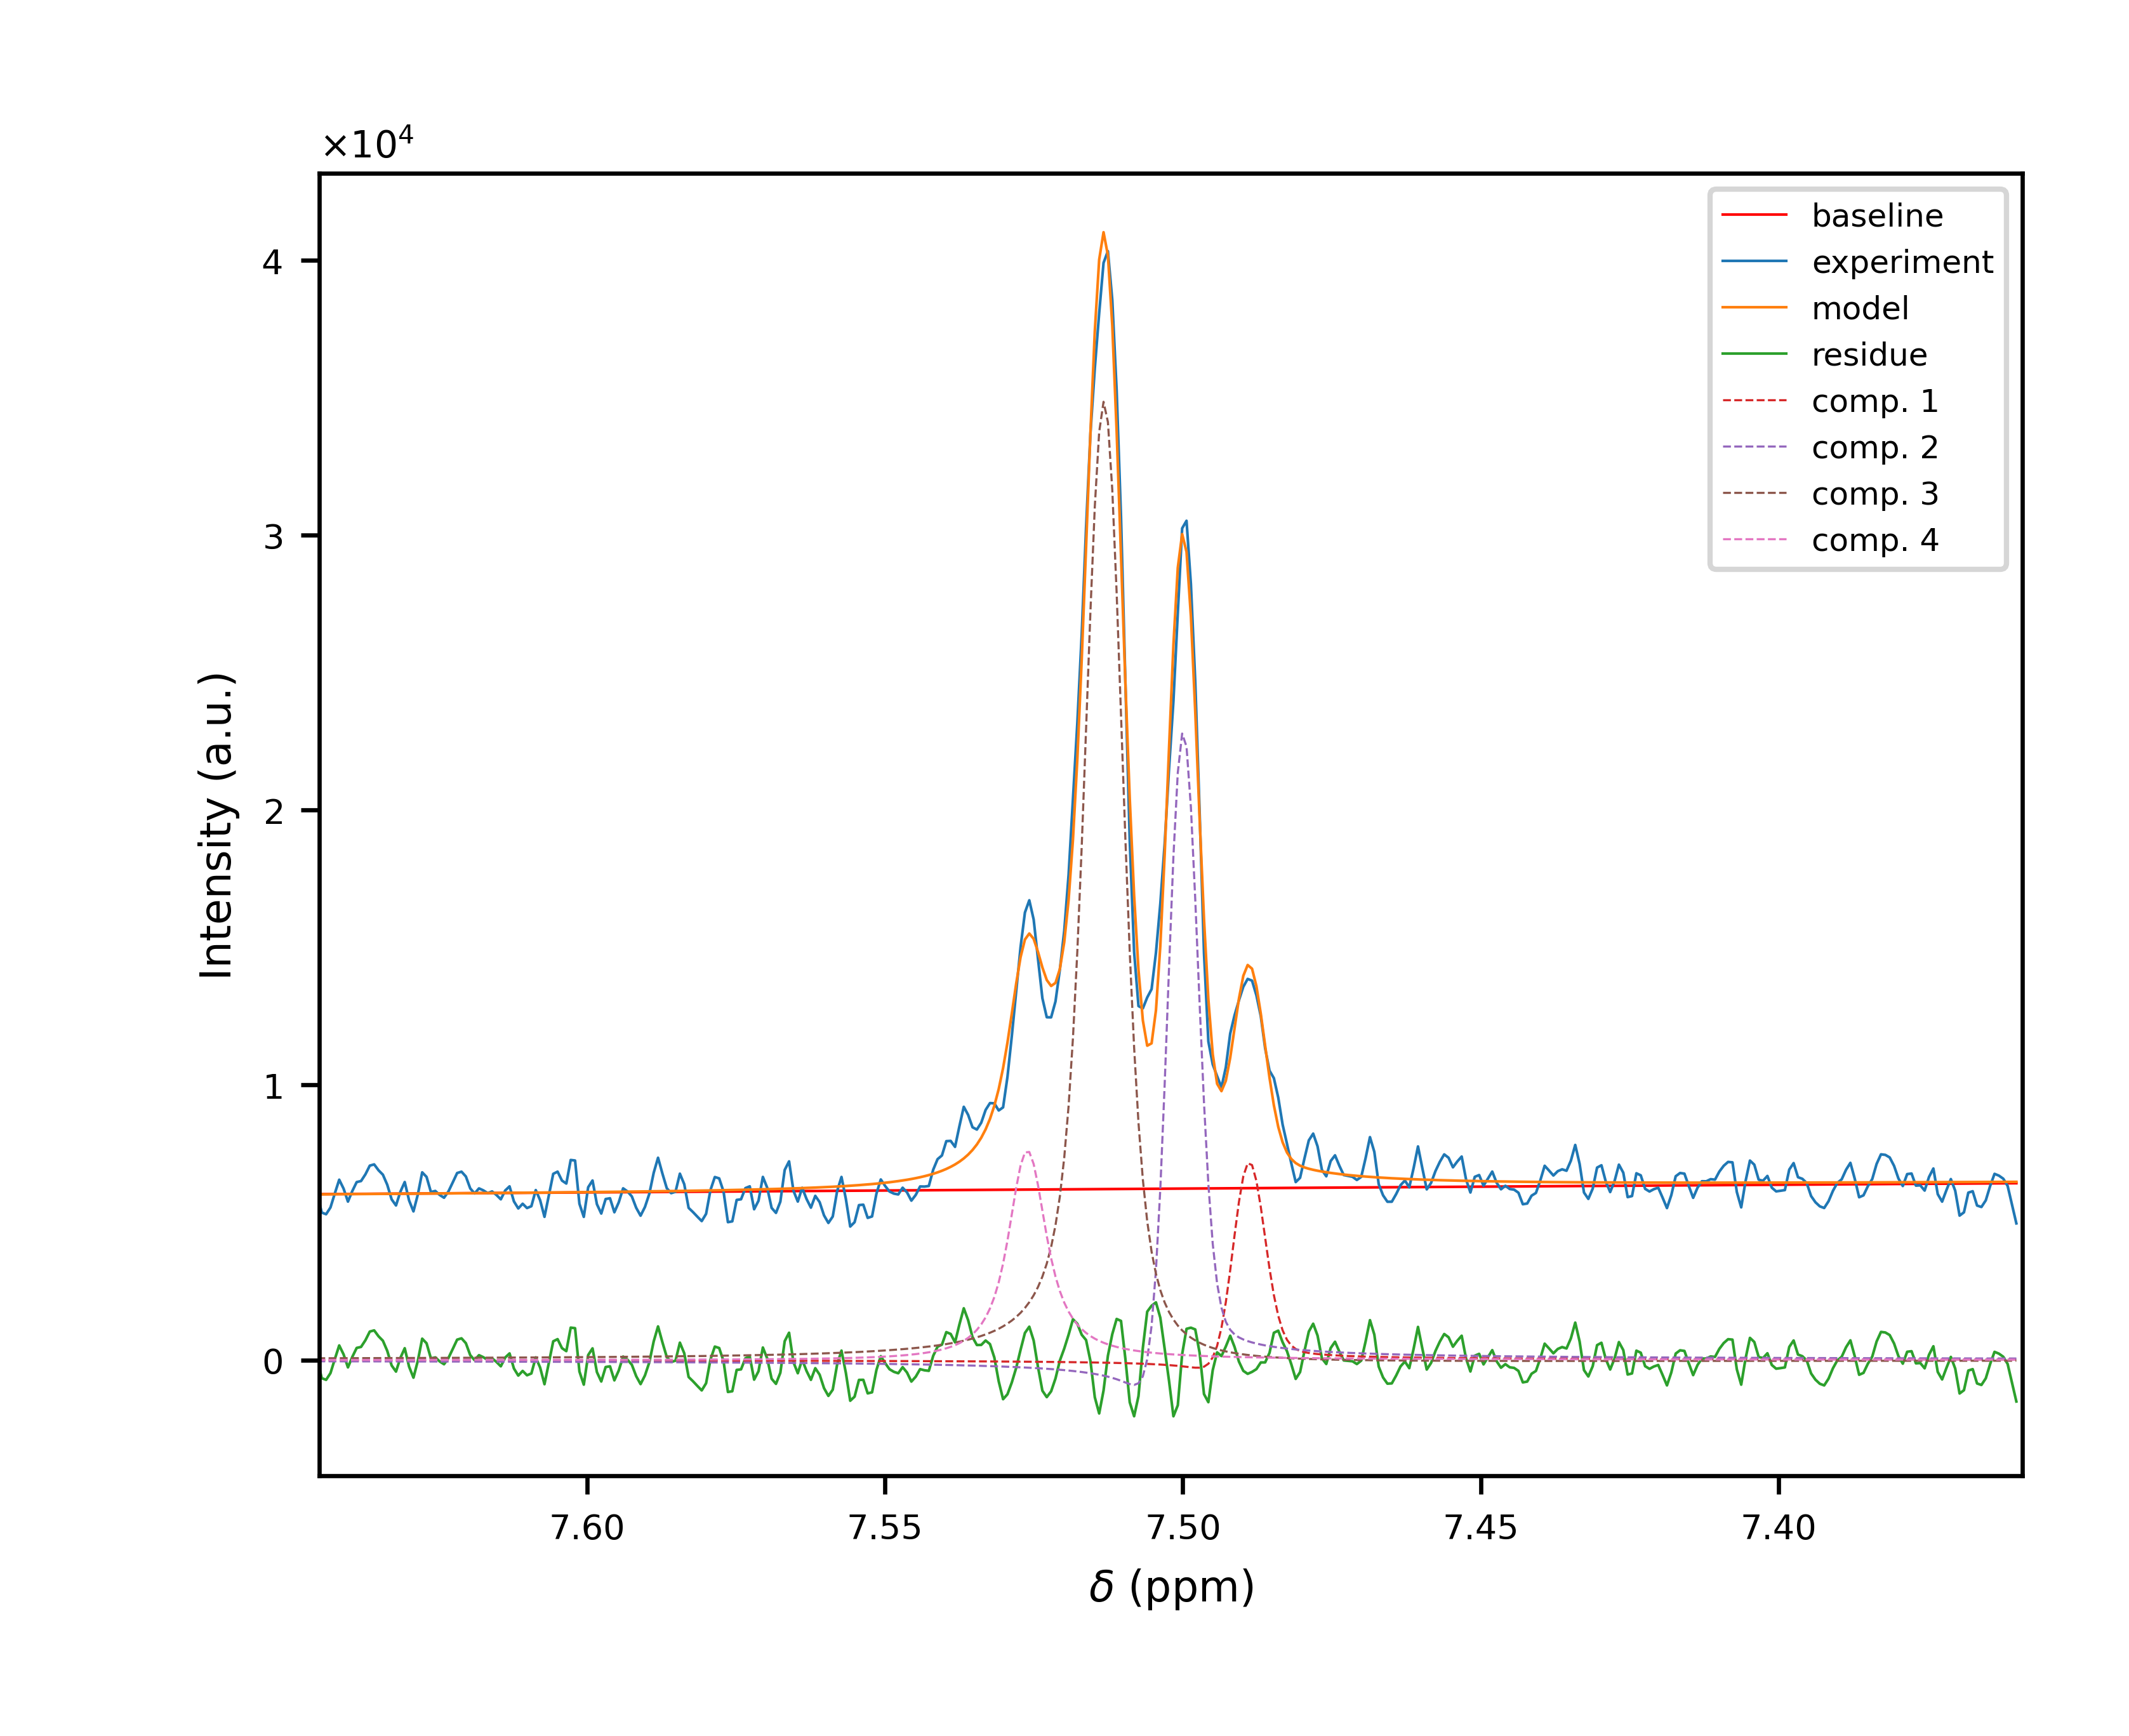 ×10⁴
4
3
2
1
0
Intensity (a.u.)
7.60
7.55
7.50
7.45
7.40
δ (ppm)
baseline
experiment
model
residue
comp. 1
comp. 2
comp. 3
comp. 4